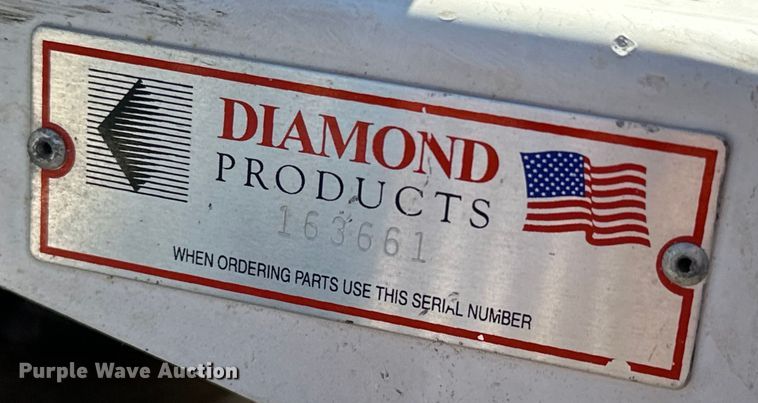 DIAMOND
PRODUCTS
163661
WHEN ORDERING PARTS USE THIS SERIAL NUMBER
Purple Wave Auction®